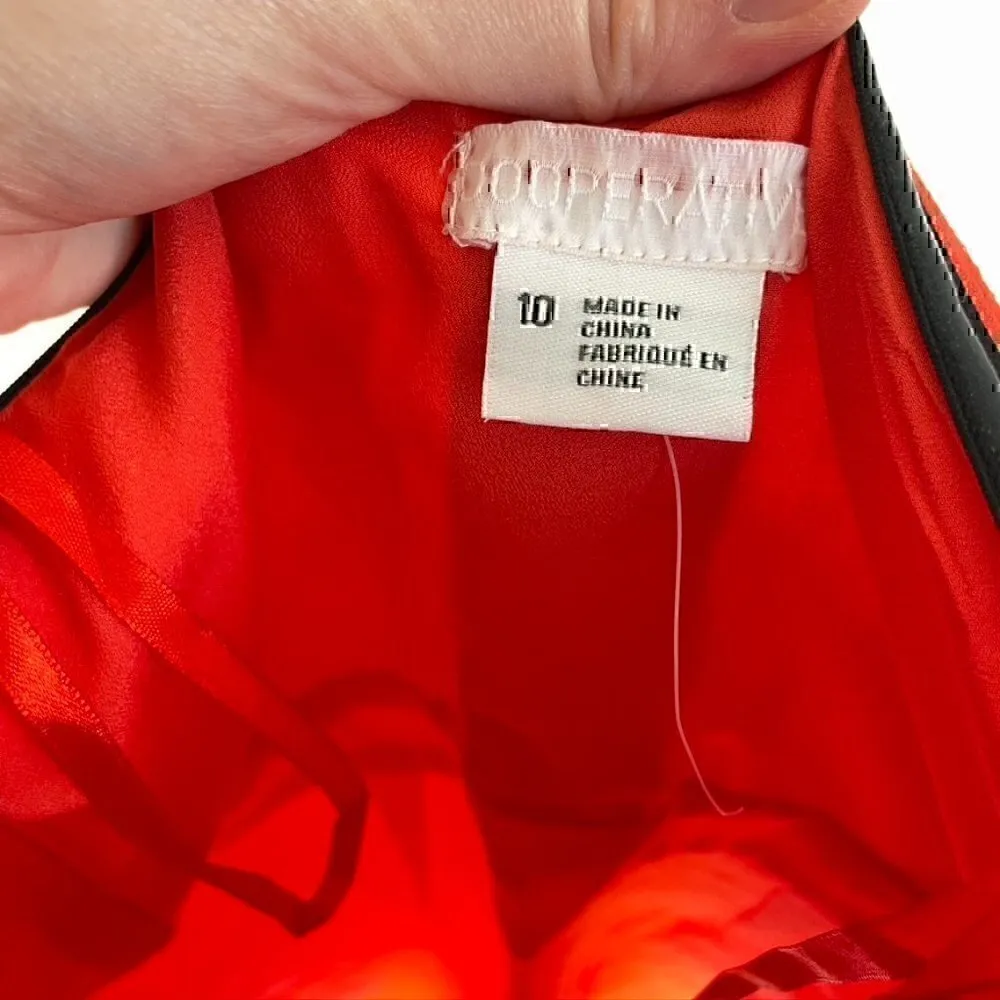 COOPERATIV
10
MADE IN
CHINA
FABRIQUÉ EN
CHINE